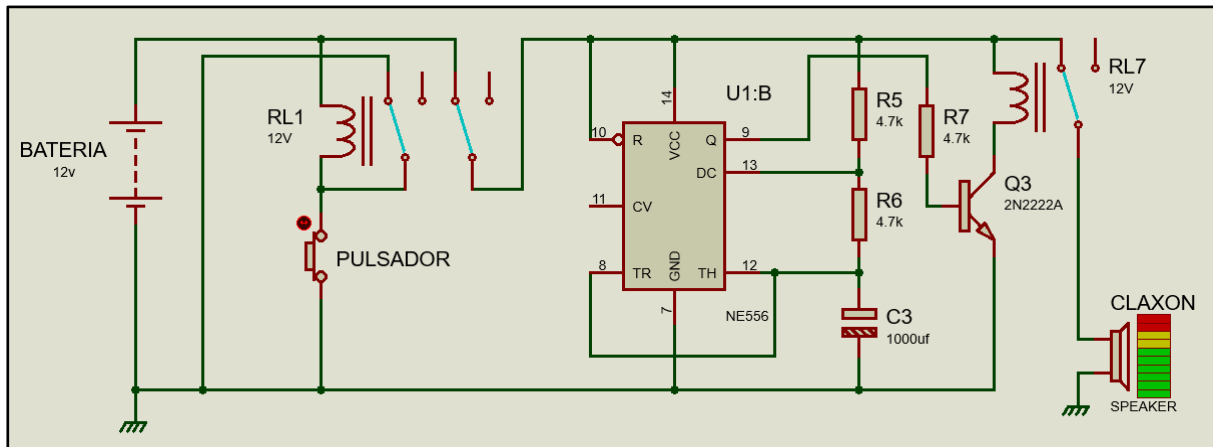 BATERIA
12v
RL1
12V
PULSADOR
U1:B
14
VCC
10
R
Q
9
DC
13
11
CV
8
TR
GND
TH
12
7
NE556
R5
4.7k
R6
4.7k
C3
1000uf
R7
4.7k
Q3
2N2222A
RL7
12V
CLAXON
SPEAKER